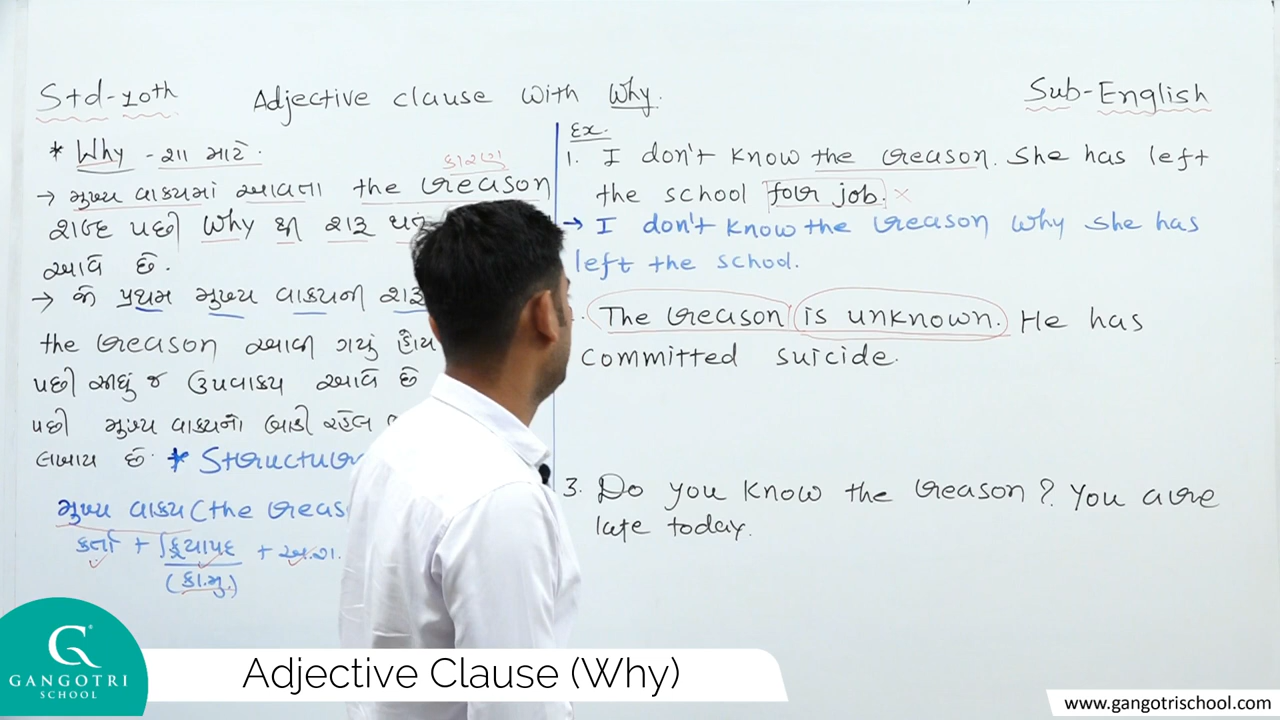 Std-10th
Adjective clause with Why.
Sub-English
* Why - શા માટે.
કારણ
→ મુખ્ય વાક્યમાં આવતા the reason
શબ્દ પછી Why થી શરૂ
આવે છે.
→ જો પ્રથમ મુખ્ય વાક્યની શરૂ
the reason આવી ગયું હોય
પછી સીધું જ ઉપવાક્ય આવે છે
પછી મુખ્ય વાક્યનો બાકી રહેલ
લખાય છે. * Structur
મુખ્ય વાક્ય (the reas
કર્તા + ક્રિયાપદ + અ.શ.
(કા.મુ.)
Ex.
1. I don't know the reason. She has left
the school for job. ×
→ I don't know the reason why she has
left the school.
The reason is unknown. He has
committed suicide.
3. Do you know the reason? You are
late today.
GANGOTRI
SCHOOL
Adjective Clause (Why)
www.gangotrischool.com